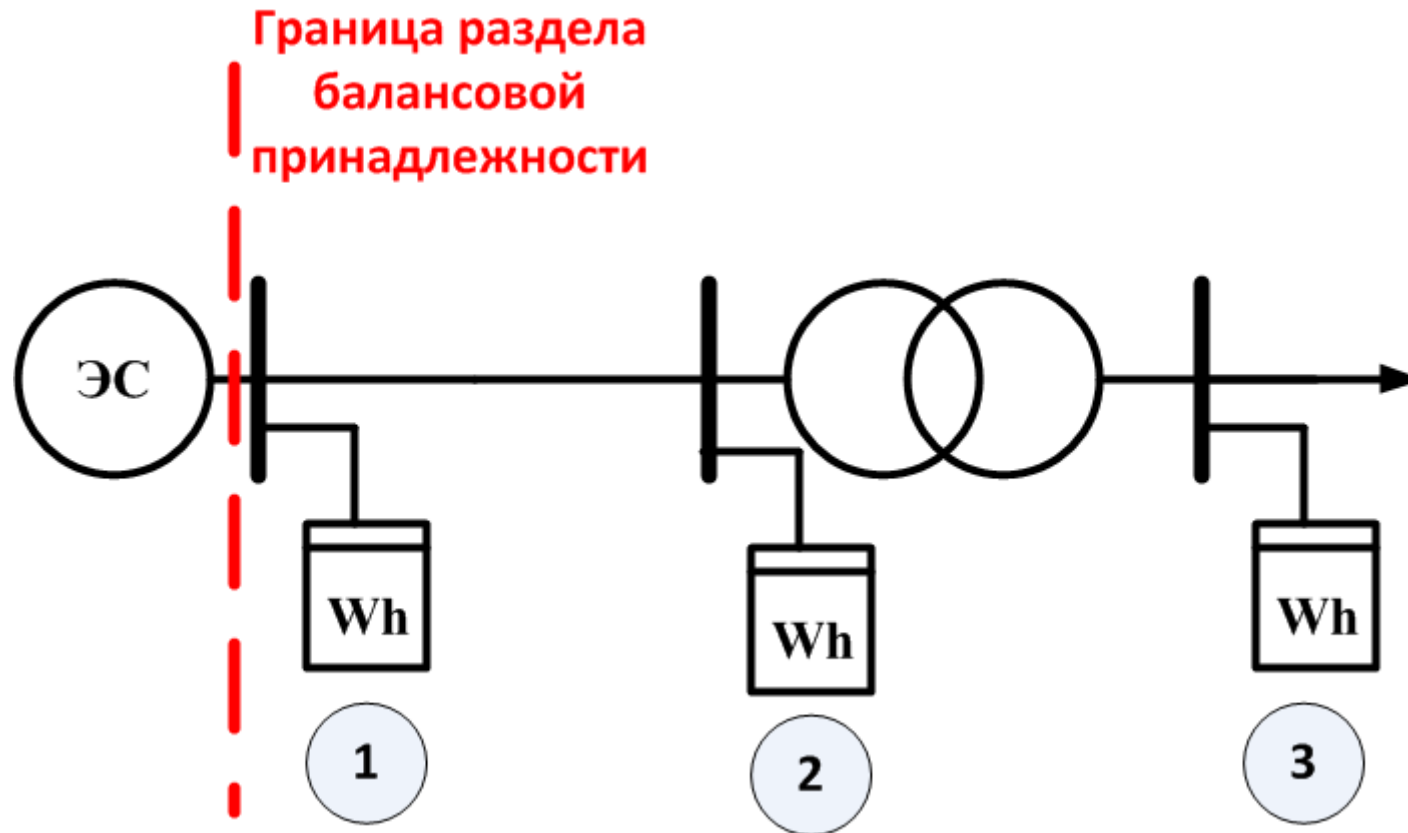 Граница раздела
балансовой
принадлежности
ЭС
Wh
Wh
Wh
1
2
3